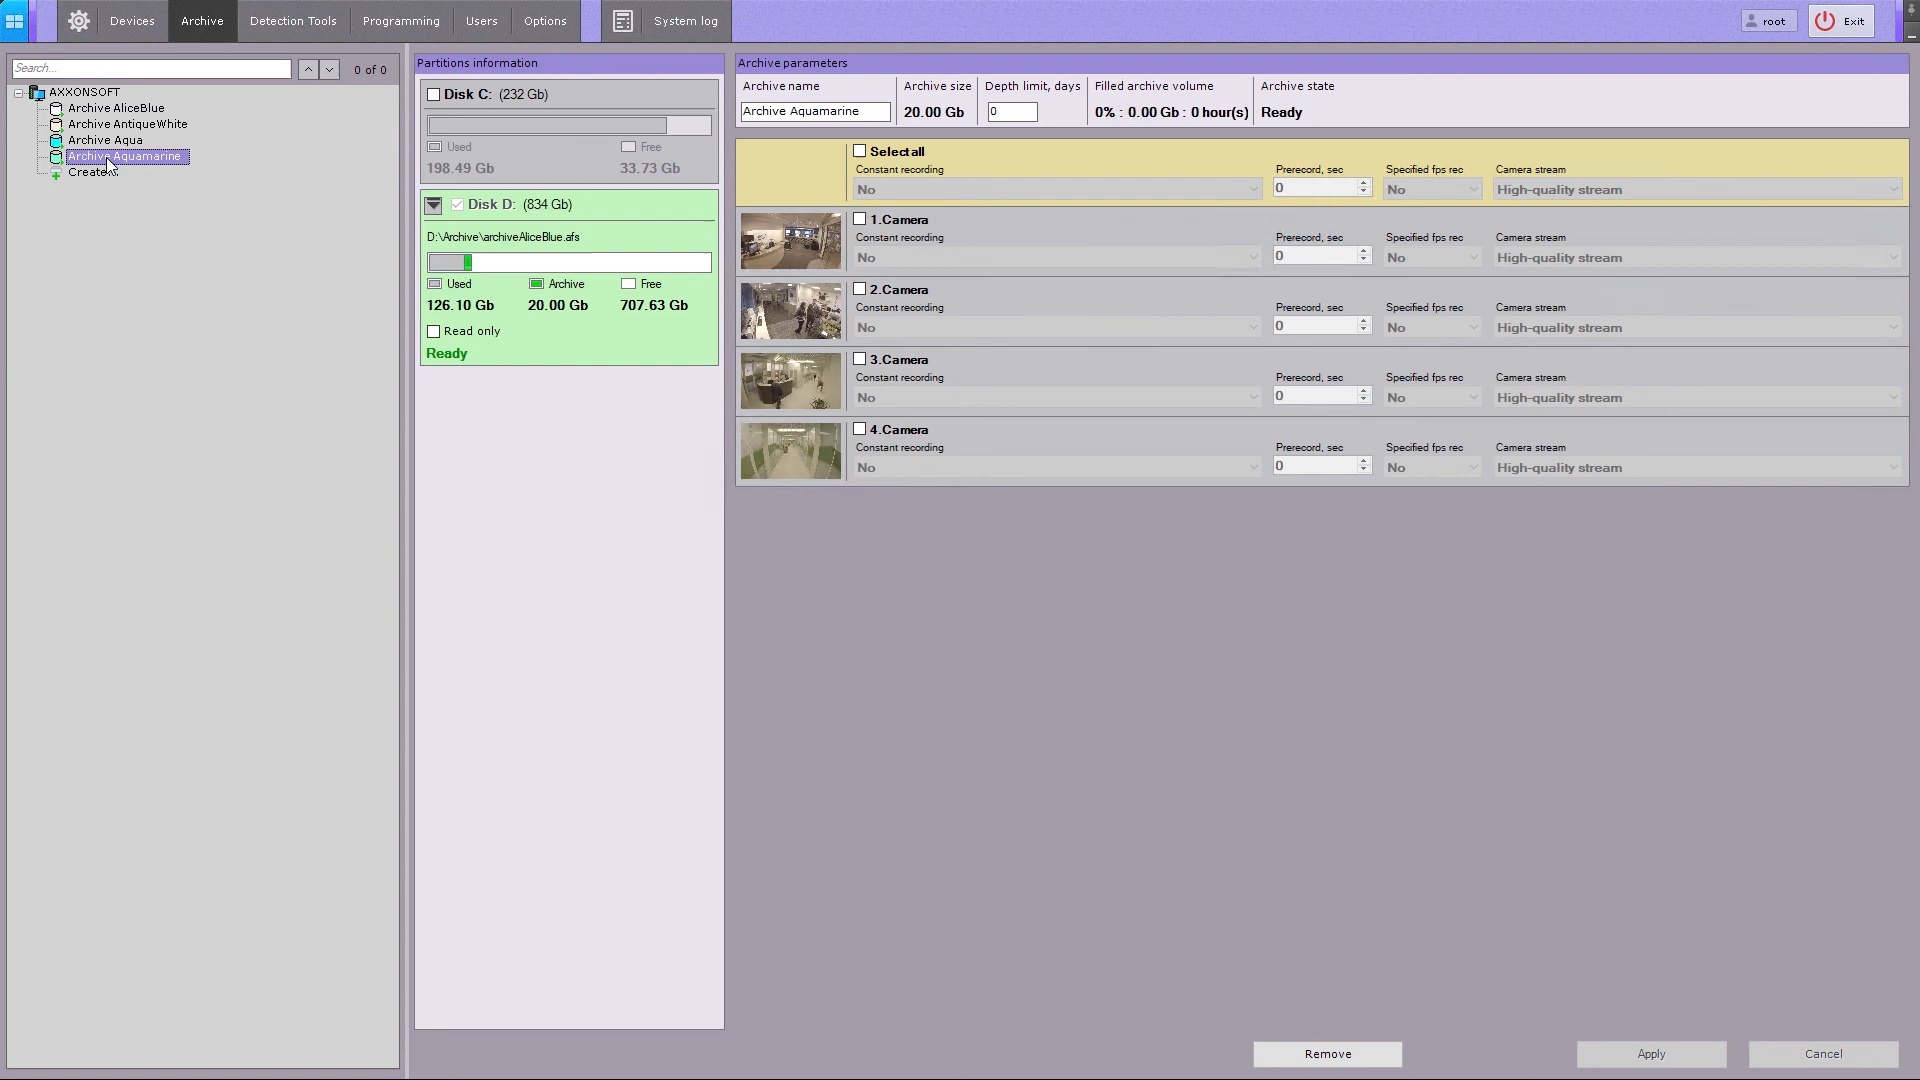 Devices Archive Detection Tools Programming Users Options System log root Exit
Search... 0 of 0
AXXONSOFT
Archive AliceBlue
Archive AntiqueWhite
Archive Aqua
Archive Aquamarine
Create
Partitions information
Disk C: (232 Gb)
Used Free
198.49 Gb 33.73 Gb
Disk D: (834 Gb)
D:\Archive\archiveAliceBlue.afs
Used Archive Free
126.10 Gb 20.00 Gb 707.63 Gb
Read only
Ready
Archive parameters
Archive name Archive size Depth limit, days Filled archive volume Archive state
Archive Aquamarine 20.00 Gb 0 0% : 0.00 Gb : 0 hour(s) Ready
Select all
Constant recording Prerecord, sec Specified fps rec Camera stream
No 0 No High-quality stream
1.Camera
Constant recording Prerecord, sec Specified fps rec Camera stream
No 0 No High-quality stream
2.Camera
Constant recording Prerecord, sec Specified fps rec Camera stream
No 0 No High-quality stream
3.Camera
Constant recording Prerecord, sec Specified fps rec Camera stream
No 0 No High-quality stream
4.Camera
Constant recording Prerecord, sec Specified fps rec Camera stream
No 0 No High-quality stream
Remove Apply Cancel